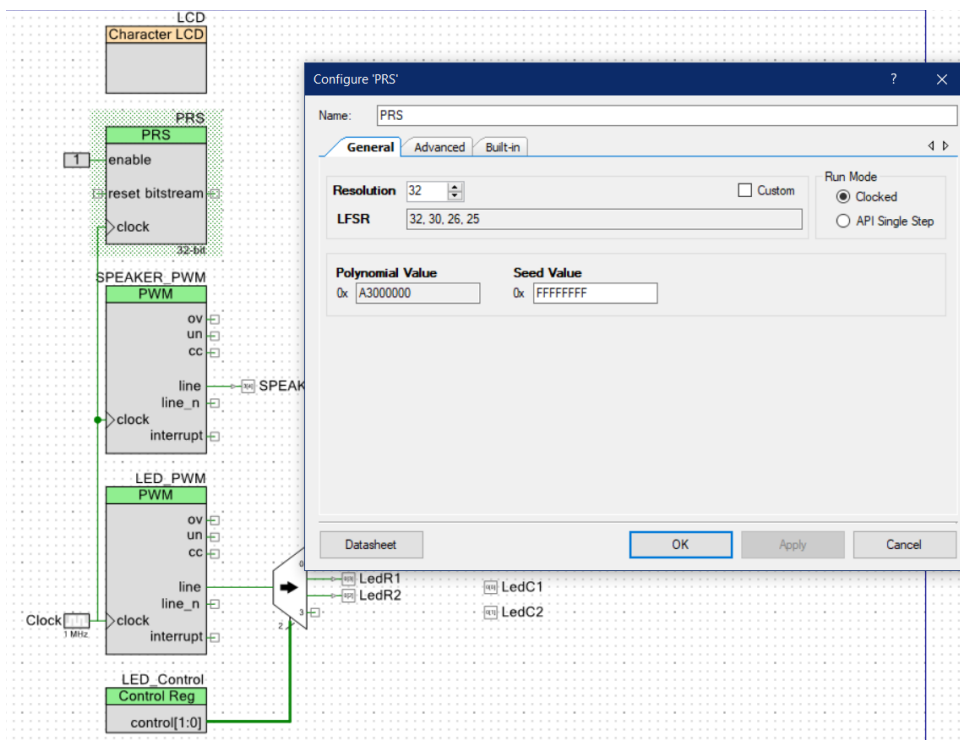 LCD
Character LCD
PRS
PRS
1
enable
reset bitstream
clock
32-bit
SPEAKER_PWM
PWM
ov
un
cc
line
SPEAK
line_n
clock
interrupt
LED_PWM
PWM
ov
un
cc
line
line_n
Clock
1 MHz
clock
interrupt
0
3
2
LedR1
LedR2
LedC1
LedC2
LED_Control
Control Reg
control[1:0]
Configure 'PRS'
?
Name: PRS
General Advanced Built-in
Resolution 32 Custom
LFSR 32, 30, 26, 25
Run Mode
Clocked
API Single Step
Polynomial Value Seed Value
0x A3000000 0x FFFFFFFF
Datasheet OK Apply Cancel